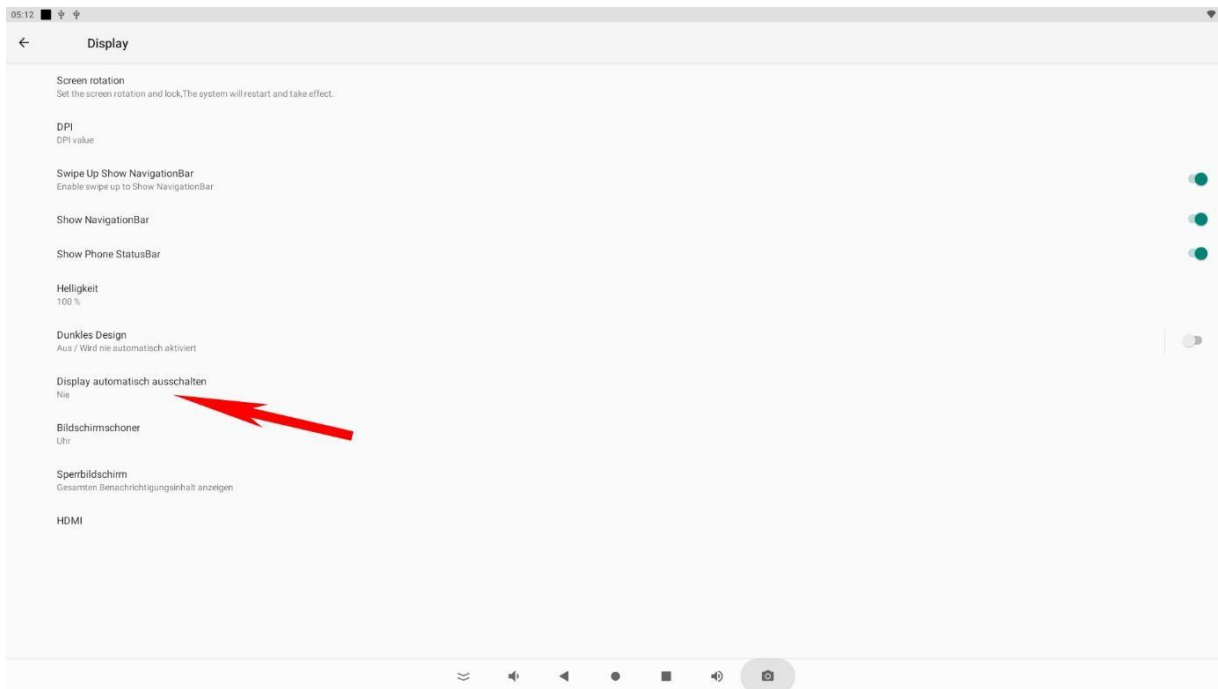 05:12
Display
Screen rotation
Set the screen rotation and lock,The system will restart and take effect.
DPI
DPI value
Swipe Up Show NavigationBar
Enable swipe up to Show NavigationBar
Show NavigationBar
Show Phone StatusBar
Helligkeit
100 %
Dunkles Design
Aus / Wird nie automatisch aktiviert
Display automatisch ausschalten
Nie
Bildschirmschoner
Uhr
Sperrbildschirm
Gesamten Benachrichtigungsinhalt anzeigen
HDMI